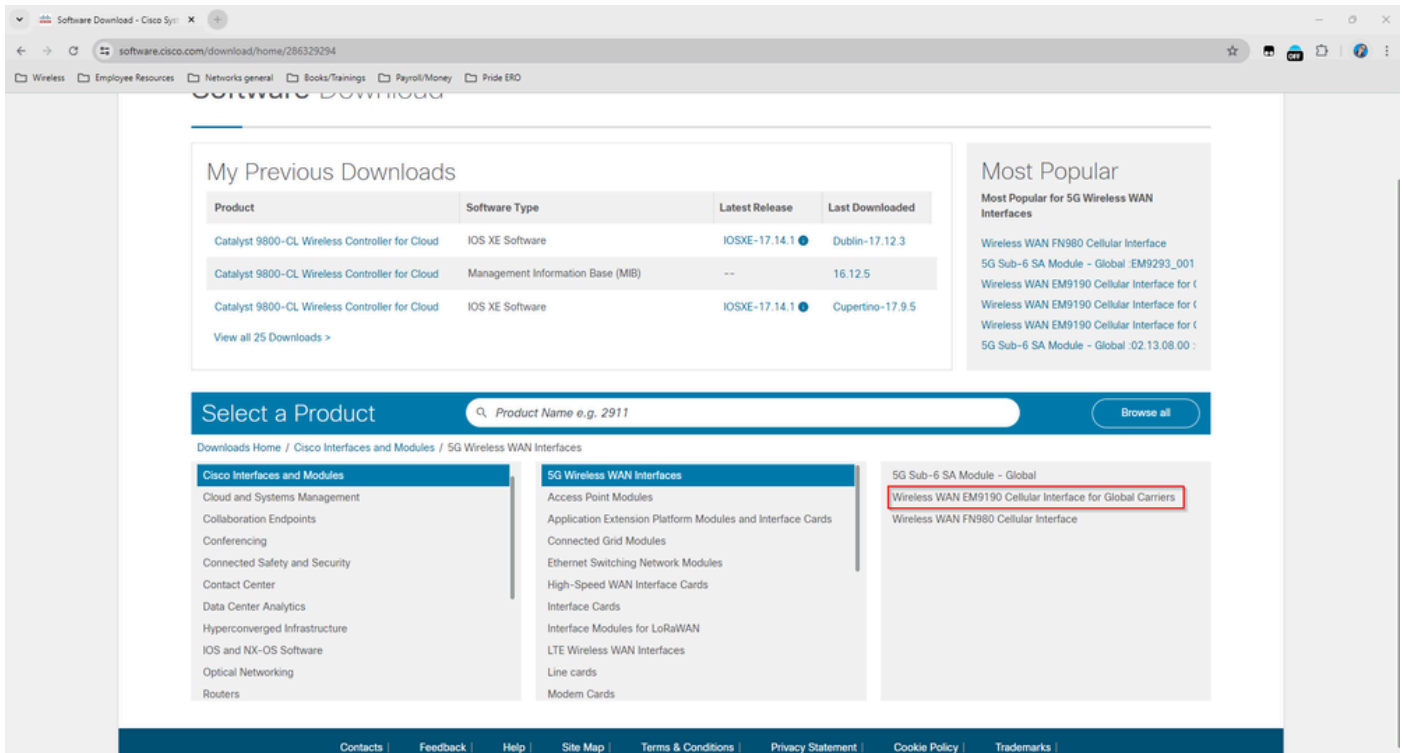 Software Download - Cisco Sys
software.cisco.com/download/home/286329294
OFF
Wireless Employee Resources Networks general Books/Trainings Payroll/Money Pride ERO
Software Download
My Previous Downloads
Product Software Type Latest Release Last Downloaded
Catalyst 9800-CL Wireless Controller for Cloud IOS XE Software IOSXE-17.14.1 Dublin-17.12.3
Catalyst 9800-CL Wireless Controller for Cloud Management Information Base (MIB) -- 16.12.5
Catalyst 9800-CL Wireless Controller for Cloud IOS XE Software IOSXE-17.14.1 Cupertino-17.9.5
View all 25 Downloads >
Most Popular
Most Popular for 5G Wireless WAN
Interfaces
Wireless WAN FN980 Cellular Interface
5G Sub-6 SA Module - Global :EM9293_001
Wireless WAN EM9190 Cellular Interface for
Wireless WAN EM9190 Cellular Interface for
Wireless WAN EM9190 Cellular Interface for
5G Sub-6 SA Module - Global :02.13.08.00 :
Select a Product
Product Name e.g. 2911
Browse all
Downloads Home / Cisco Interfaces and Modules / 5G Wireless WAN Interfaces
Cisco Interfaces and Modules
Cloud and Systems Management
Collaboration Endpoints
Conferencing
Connected Safety and Security
Contact Center
Data Center Analytics
Hyperconverged Infrastructure
IOS and NX-OS Software
Optical Networking
Routers
5G Wireless WAN Interfaces
Access Point Modules
Application Extension Platform Modules and Interface Cards
Connected Grid Modules
Ethernet Switching Network Modules
High-Speed WAN Interface Cards
Interface Cards
Interface Modules for LoRaWAN
LTE Wireless WAN Interfaces
Line cards
Modem Cards
5G Sub-6 SA Module - Global
Wireless WAN EM9190 Cellular Interface for Global Carriers
Wireless WAN FN980 Cellular Interface
Contacts | Feedback | Help | Site Map | Terms & Conditions | Privacy Statement | Cookie Policy | Trademarks |